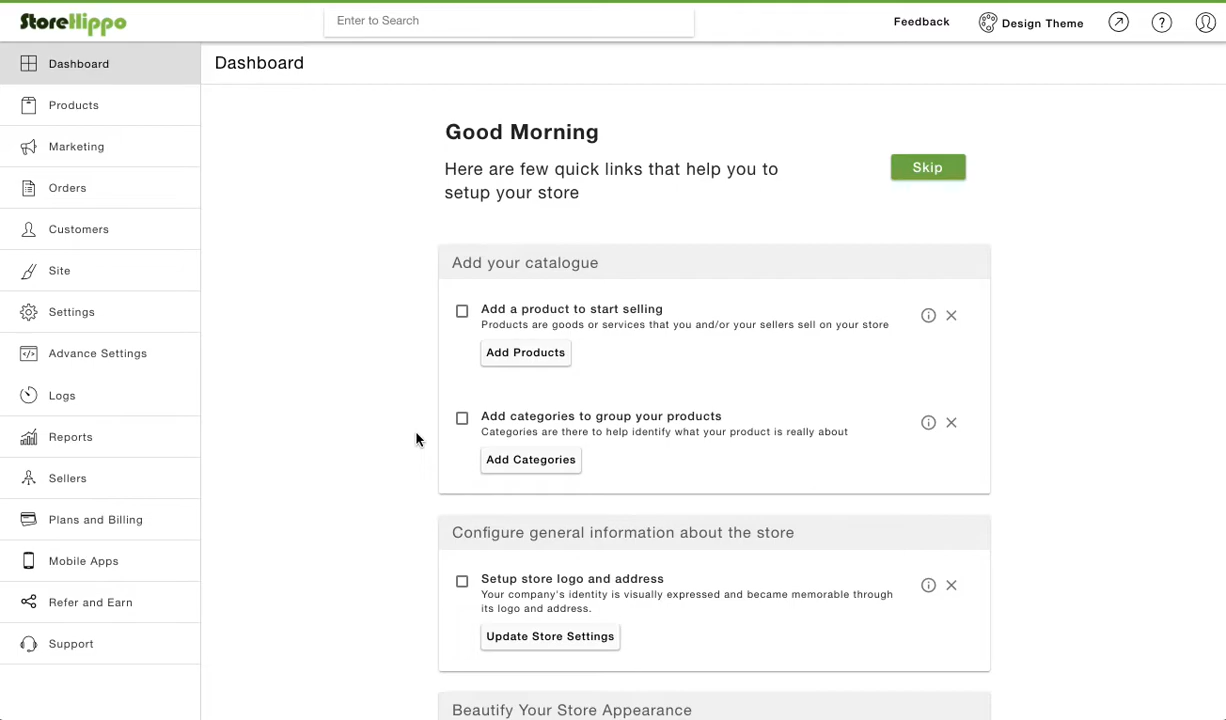 StoreHippo
Enter to Search
Feedback
Design Theme
?
Dashboard
Products
Marketing
Orders
Customers
Site
Settings
Advance Settings
Logs
Reports
Sellers
Plans and Billing
Mobile Apps
Refer and Earn
Support
Dashboard
Good Morning
Here are few quick links that help you to
setup your store
Skip
Add your catalogue
Add a product to start selling
Products are goods or services that you and/or your sellers sell on your store
Add Products
Add categories to group your products
Categories are there to help identify what your product is really about
Add Categories
Configure general information about the store
Setup store logo and address
Your company's identity is visually expressed and became memorable through
its logo and address.
Update Store Settings
Beautify Your Store Appearance